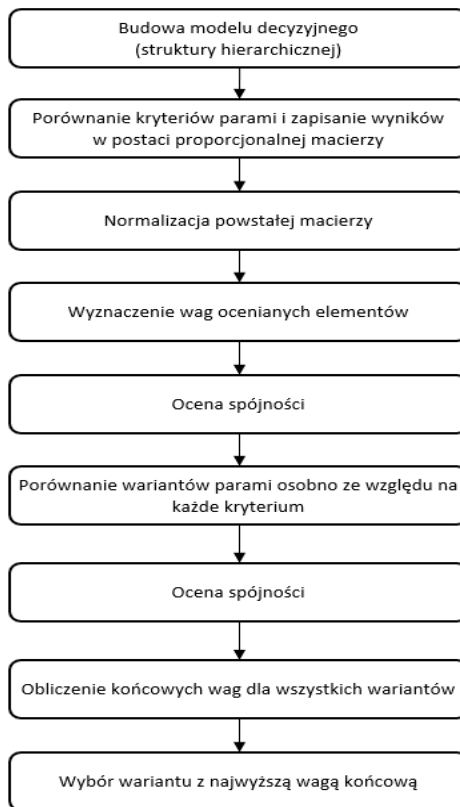 Budowa modelu decyzyjnego
(struktury hierarchicznej)
Porównanie kryteriów parami i zapisanie wyników
w postaci proporcjonalnej macierzy
Normalizacja powstałej macierzy
Wyznaczenie wag ocenianych elementów
Ocena spójności
Porównanie wariantów parami osobno ze względu na
każde kryterium
Ocena spójności
Obliczenie końcowych wag dla wszystkich wariantów
Wybór wariantu z najwyższą wagą końcową